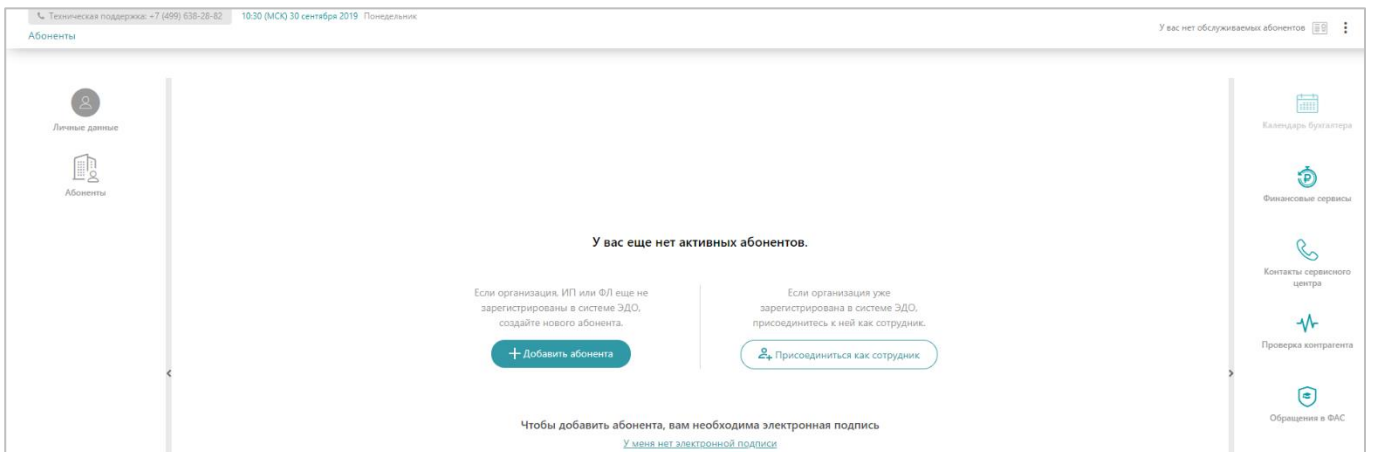 Техническая поддержка: +7 (499) 638-28-82 10:30 (МСК) 30 сентября 2019 Понедельник
Абоненты
У вас нет обслуживаемых абонентов
Личные данные
Абоненты
У вас еще нет активных абонентов.
Если организация, ИП или ФЛ еще не
зарегистрированы в системе ЭДО,
создайте нового абонента.
Добавить абонента
Если организация уже
зарегистрирована в системе ЭДО,
присоединитесь к ней как сотрудник.
Присоединиться как сотрудник
Чтобы добавить абонента, вам необходима электронная подпись
У меня нет электронной подписи
Календарь бухгалтера
Финансовые сервисы
Контакты сервисного
центра
Проверка контрагента
Обращения в ФАС